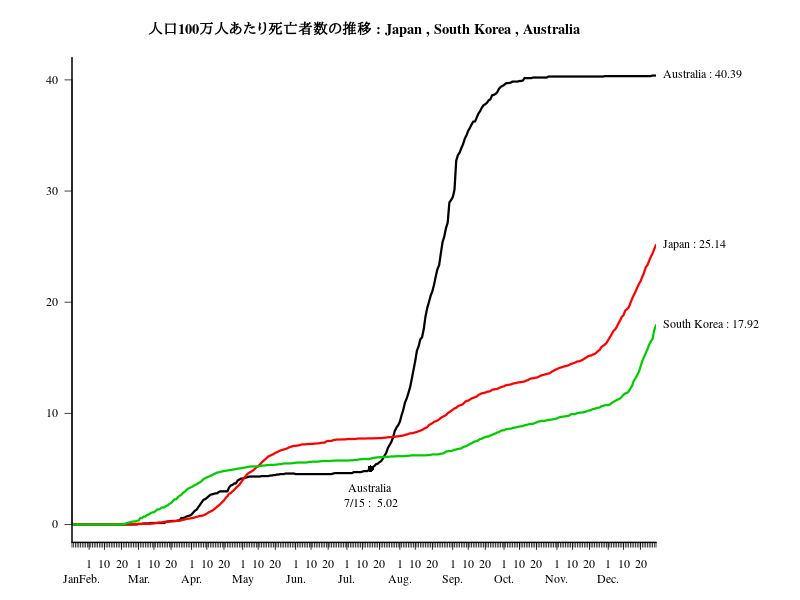 人口100万人あたり死亡者数の推移 : Japan , South Korea , Australia
40
Australia : 40.39
30
Japan : 25.14
20
South Korea : 17.92
10
Australia
7/15 : 5.02
0
1 10 20 1 10 20 1 10 20 1 10 20 1 10 20 1 10 20 1 10 20 1 10 20 1 10 20 1 10 20 1 10 20
Jan Feb. Mar. Apr. May Jun. Jul. Aug. Sep. Oct. Nov. Dec.